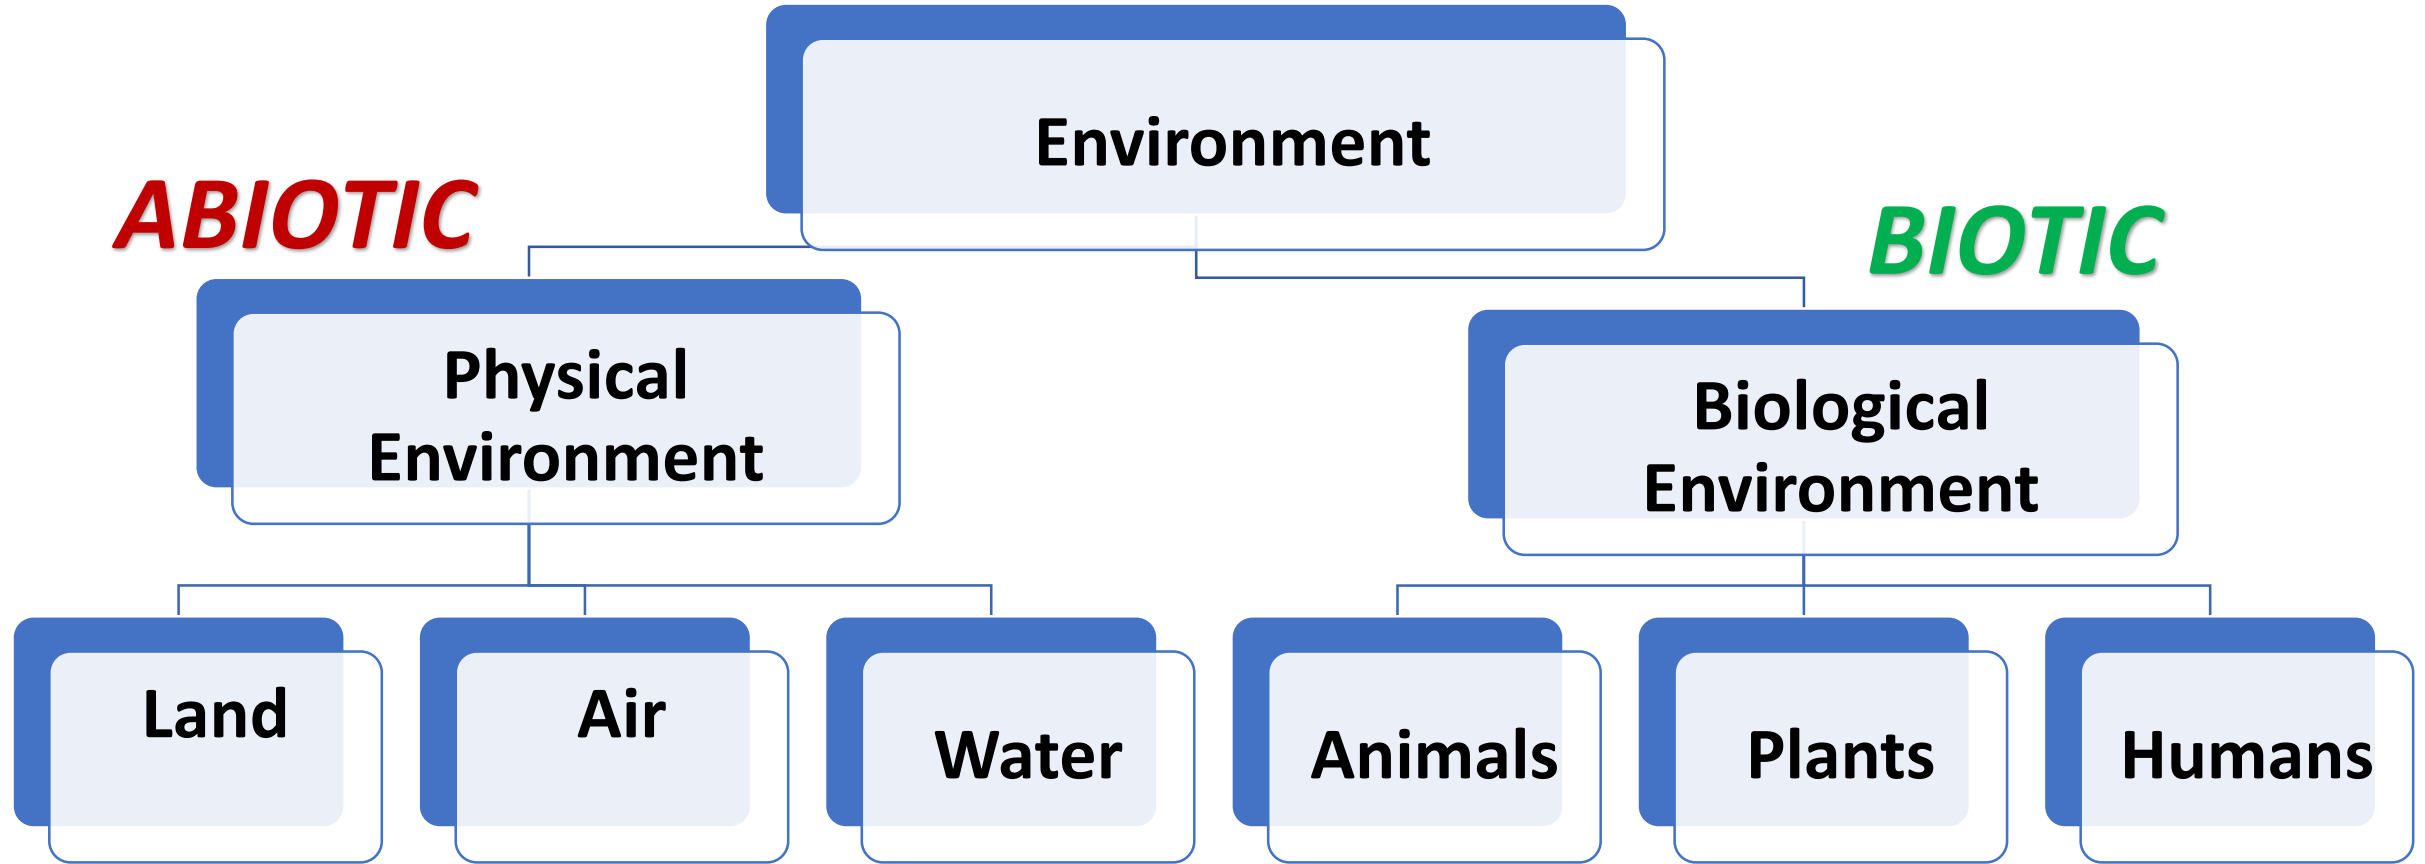 Environment
ABIOTIC
BIOTIC
Physical
Environment
Biological
Environment
Land
Air
Water
Animals
Plants
Humans